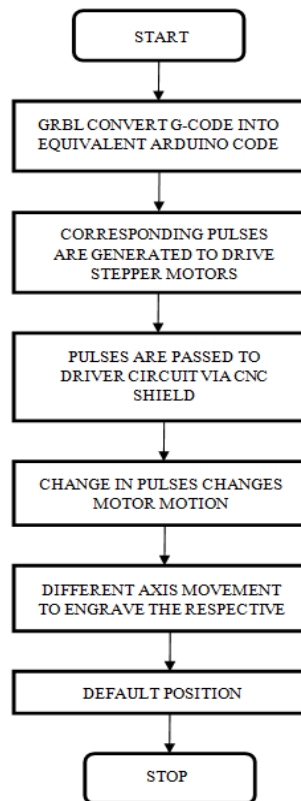 START
GRBL CONVERT G-CODE INTO
EQUIVALENT ARDUINO CODE
CORRESPONDING PULSES
ARE GENERATED TO DRIVE
STEPPER MOTORS
PULSES ARE PASSED TO
DRIVER CIRCUIT VIA CNC
SHIELD
CHANGE IN PULSES CHANGES
MOTOR MOTION
DIFFERENT AXIS MOVEMENT
TO ENGRAVE THE RESPECTIVE
DEFAULT POSITION
STOP